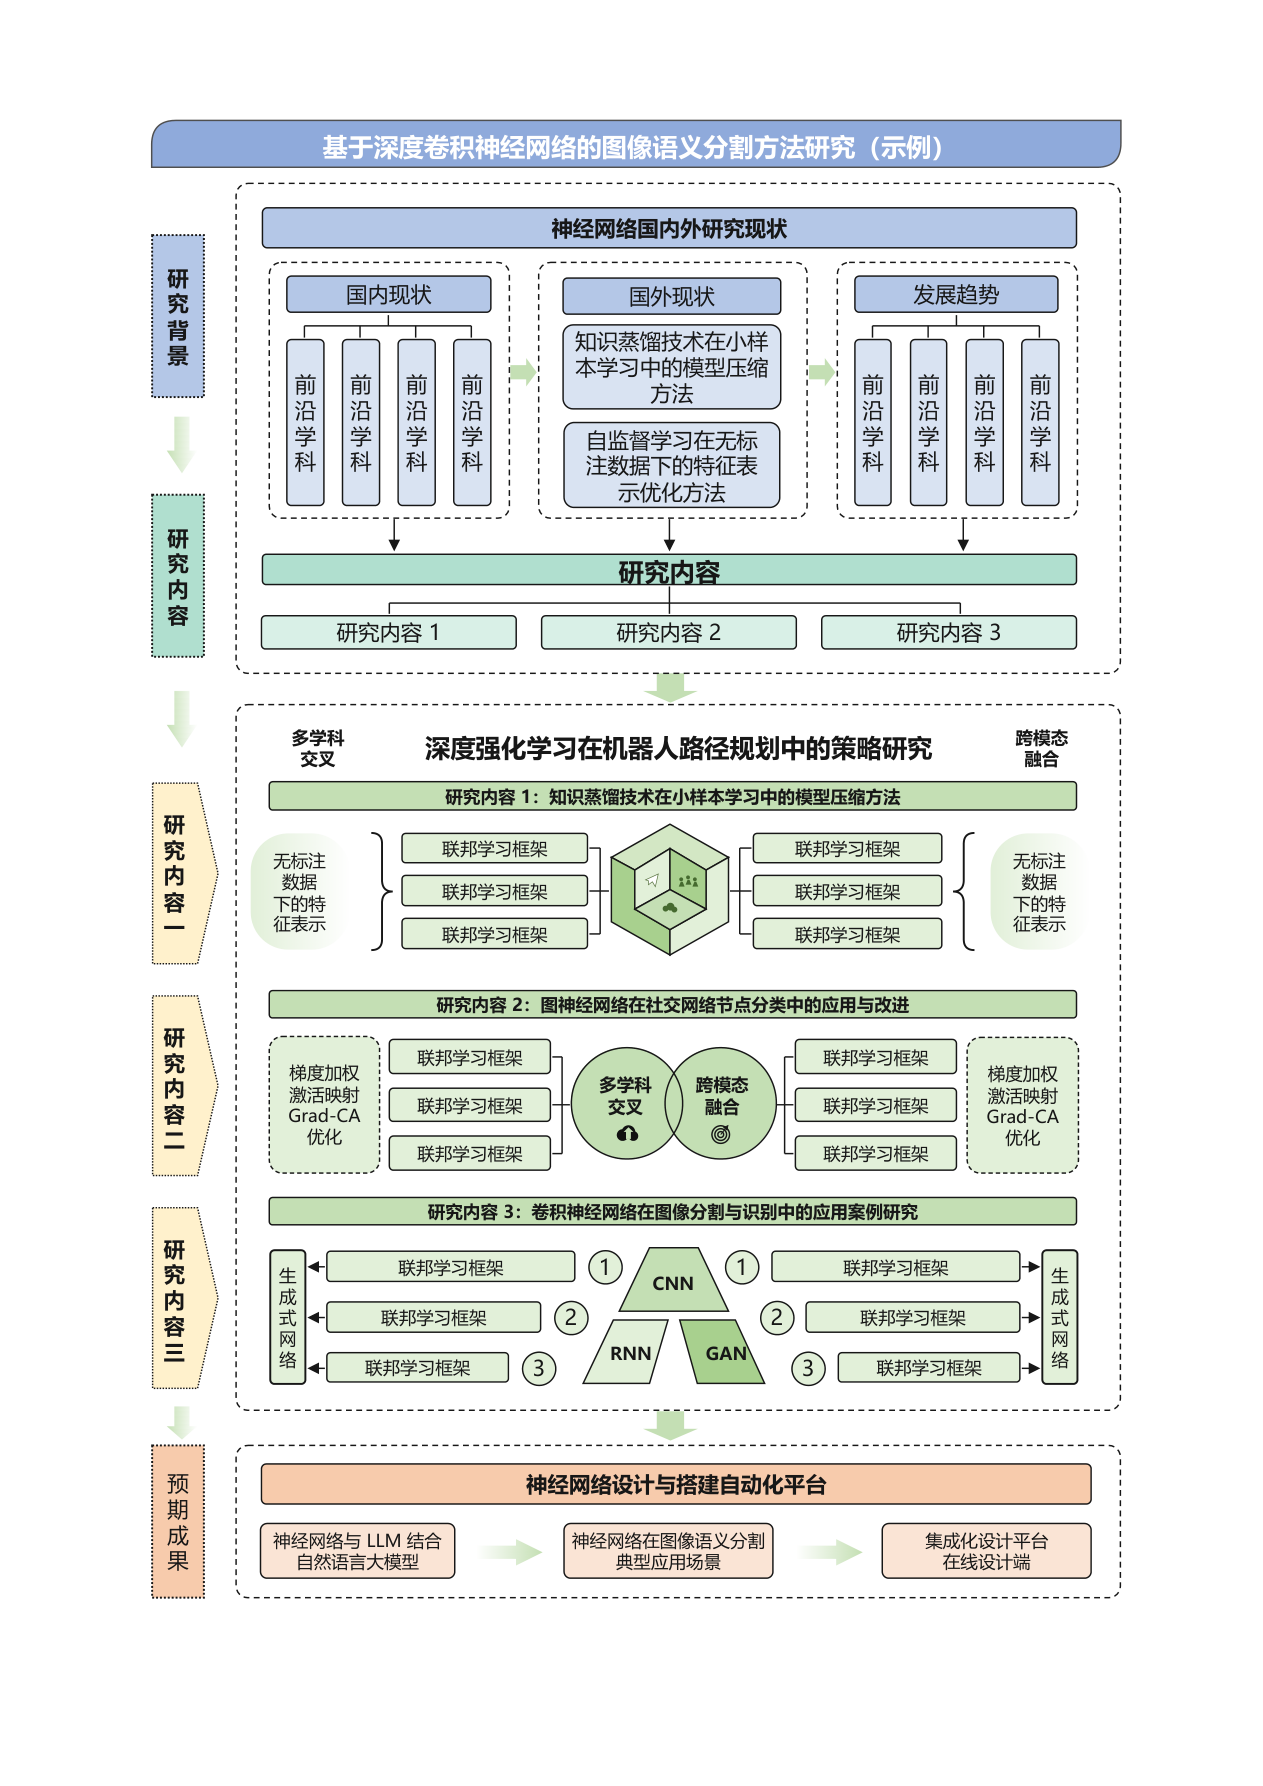 基于深度卷积神经网络的图像语义分割方法研究（示例）
研究背景
神经网络国内外研究现状
国内现状
前沿学科
前沿学科
前沿学科
前沿学科
国外现状
知识蒸馏技术在小样
本学习中的模型压缩
方法
自监督学习在无标
注数据下的特征表
示优化方法
发展趋势
前沿学科
前沿学科
前沿学科
前沿学科
研究内容
研究内容
研究内容 1
研究内容 2
研究内容 3
多学科
交叉
深度强化学习在机器人路径规划中的策略研究
跨模态
融合
研究内容一
研究内容 1：知识蒸馏技术在小样本学习中的模型压缩方法
无标注
数据
下的特
征表示
联邦学习框架
联邦学习框架
联邦学习框架
联邦学习框架
联邦学习框架
联邦学习框架
无标注
数据
下的特
征表示
研究内容二
研究内容 2：图神经网络在社交网络节点分类中的应用与改进
梯度加权
激活映射
Grad-CA
优化
联邦学习框架
联邦学习框架
联邦学习框架
多学科
交叉
跨模态
融合
联邦学习框架
联邦学习框架
联邦学习框架
梯度加权
激活映射
Grad-CA
优化
研究内容三
研究内容 3：卷积神经网络在图像分割与识别中的应用案例研究
生成式网络
联邦学习框架
1
联邦学习框架
2
联邦学习框架
3
CNN
RNN
GAN
1
联邦学习框架
2
联邦学习框架
3
联邦学习框架
生成式网络
预期成果
神经网络设计与搭建自动化平台
神经网络与 LLM 结合
自然语言大模型
神经网络在图像语义分割
典型应用场景
集成化设计平台
在线设计端